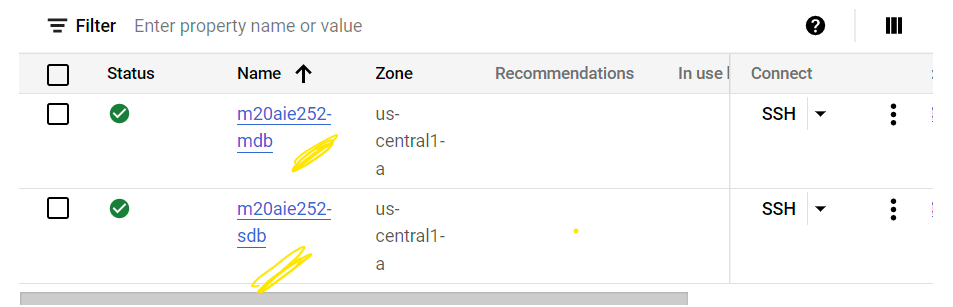 Filter Enter property name or value
Status Name Zone Recommendations In use Connect
m20aie252- us- SSH
mdb central1-
a
m20aie252- us- SSH
sdb central1-
a